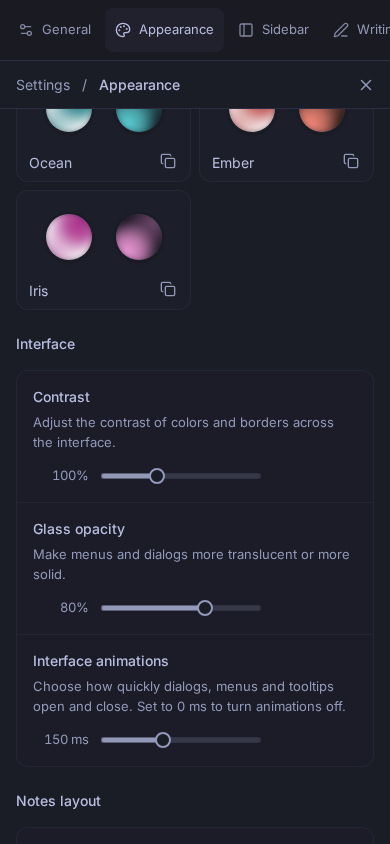 General
Appearance
Sidebar
Writin
Settings / Appearance
Ocean
Ember
Iris
Interface
Contrast
Adjust the contrast of colors and borders across
the interface.
100%
Glass opacity
Make menus and dialogs more translucent or more
solid.
80%
Interface animations
Choose how quickly dialogs, menus and tooltips
open and close. Set to 0 ms to turn animations off.
150 ms
Notes layout